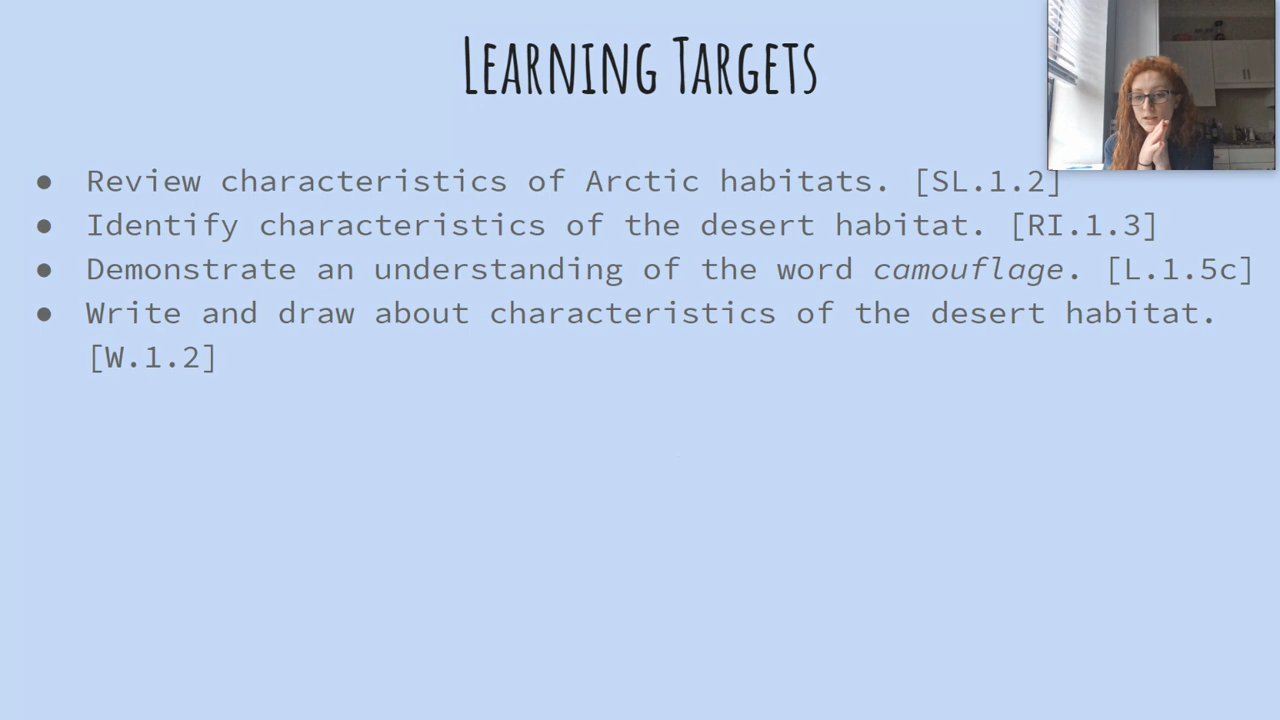 Learning Targets
● Review characteristics of Arctic habitats. [SL.1.2]
● Identify characteristics of the desert habitat. [RI.1.3]
● Demonstrate an understanding of the word camouflage. [L.1.5c]
● Write and draw about characteristics of the desert habitat.
[W.1.2]